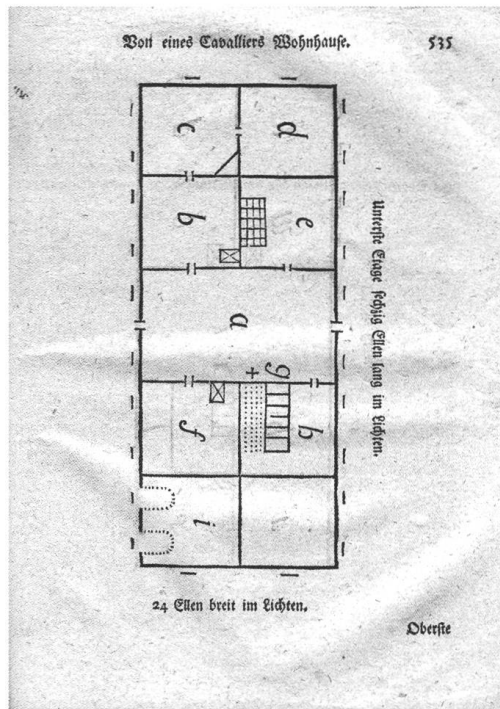 Von eines Cavalliers Wohnhause. 535
c
d
b
e
a
g
+
f
h
i
Unterste Etage sechzig Ellen lang im Lichten.
24 Ellen breit im Lichten.
Oberste